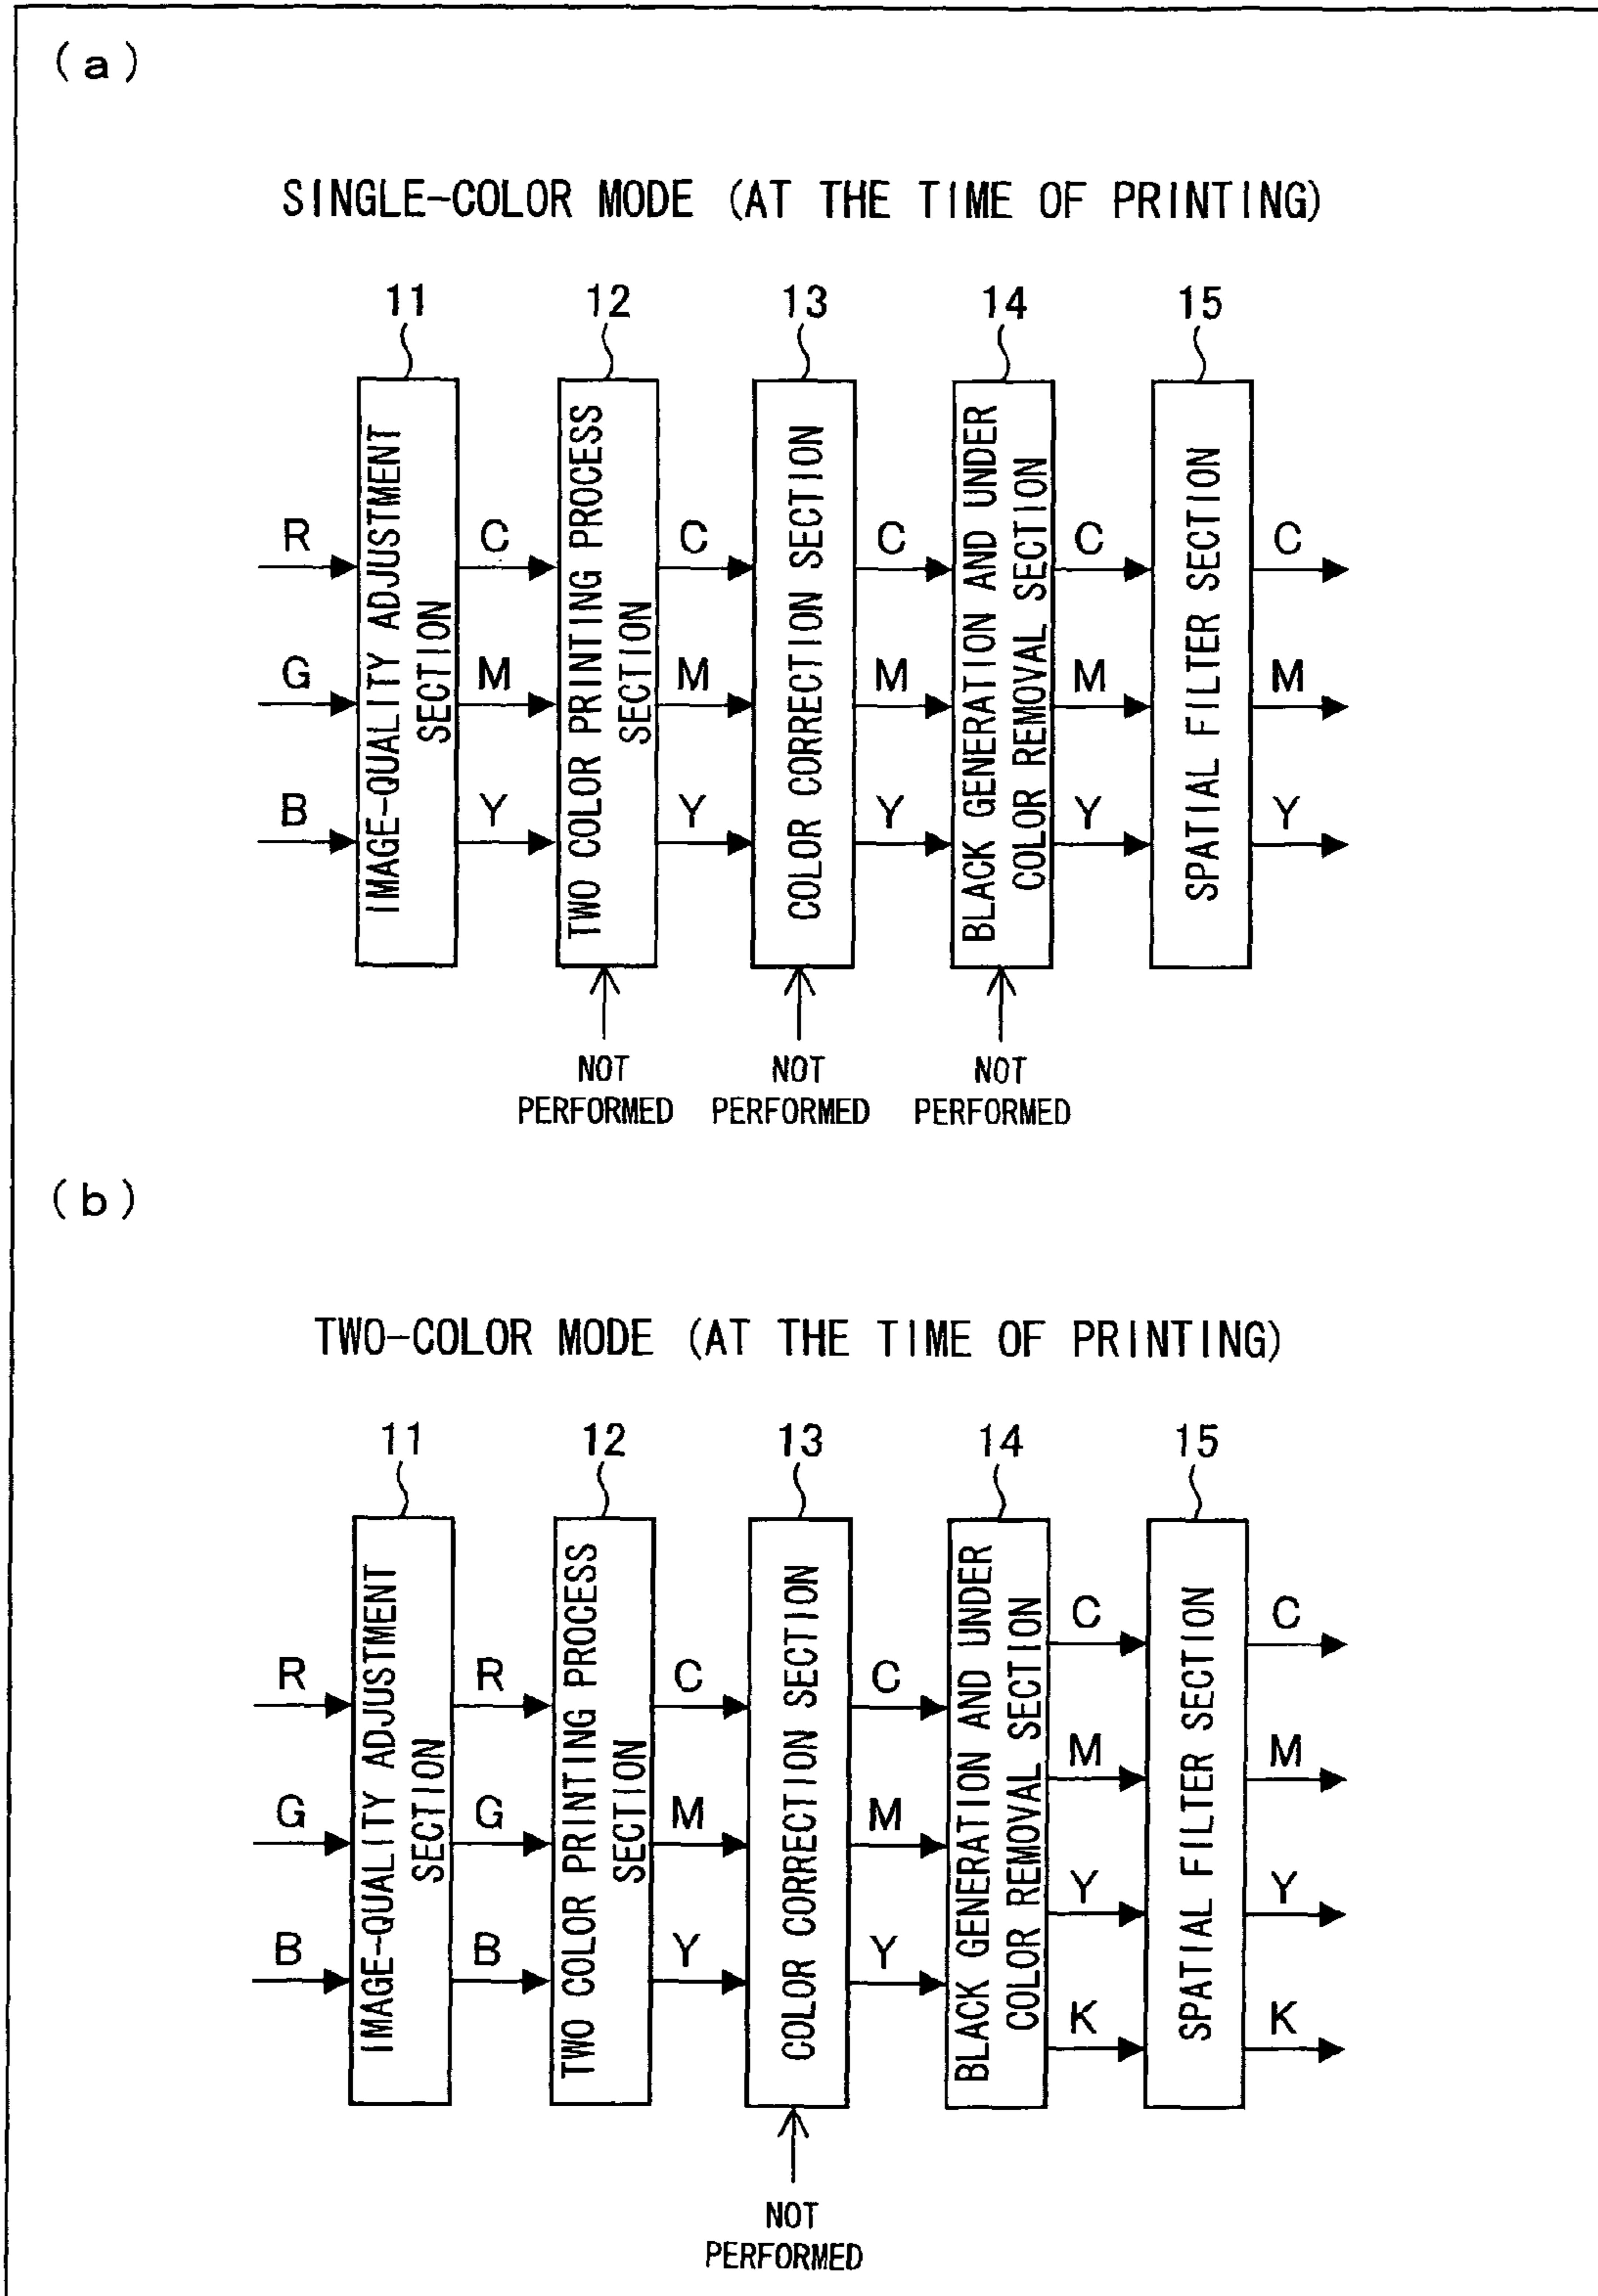 (a)
SINGLE-COLOR MODE (AT THE TIME OF PRINTING)
11 12 13 14 15
IMAGE-QUALITY ADJUSTMENT
SECTION
TWO COLOR PRINTING PROCESS
SECTION
COLOR CORRECTION SECTION
BLACK GENERATION AND UNDER
COLOR REMOVAL SECTION
SPATIAL FILTER SECTION
R C C C C C
G M M M M M
B Y Y Y Y Y
NOT
PERFORMED
NOT
PERFORMED
NOT
PERFORMED
(b)
TWO-COLOR MODE (AT THE TIME OF PRINTING)
11 12 13 14 15
IMAGE-QUALITY ADJUSTMENT
SECTION
TWO COLOR PRINTING PROCESS
SECTION
COLOR CORRECTION SECTION
BLACK GENERATION AND UNDER
COLOR REMOVAL SECTION
SPATIAL FILTER SECTION
R R C C C C
G G M M M M
B B Y Y Y Y
K K
NOT
PERFORMED